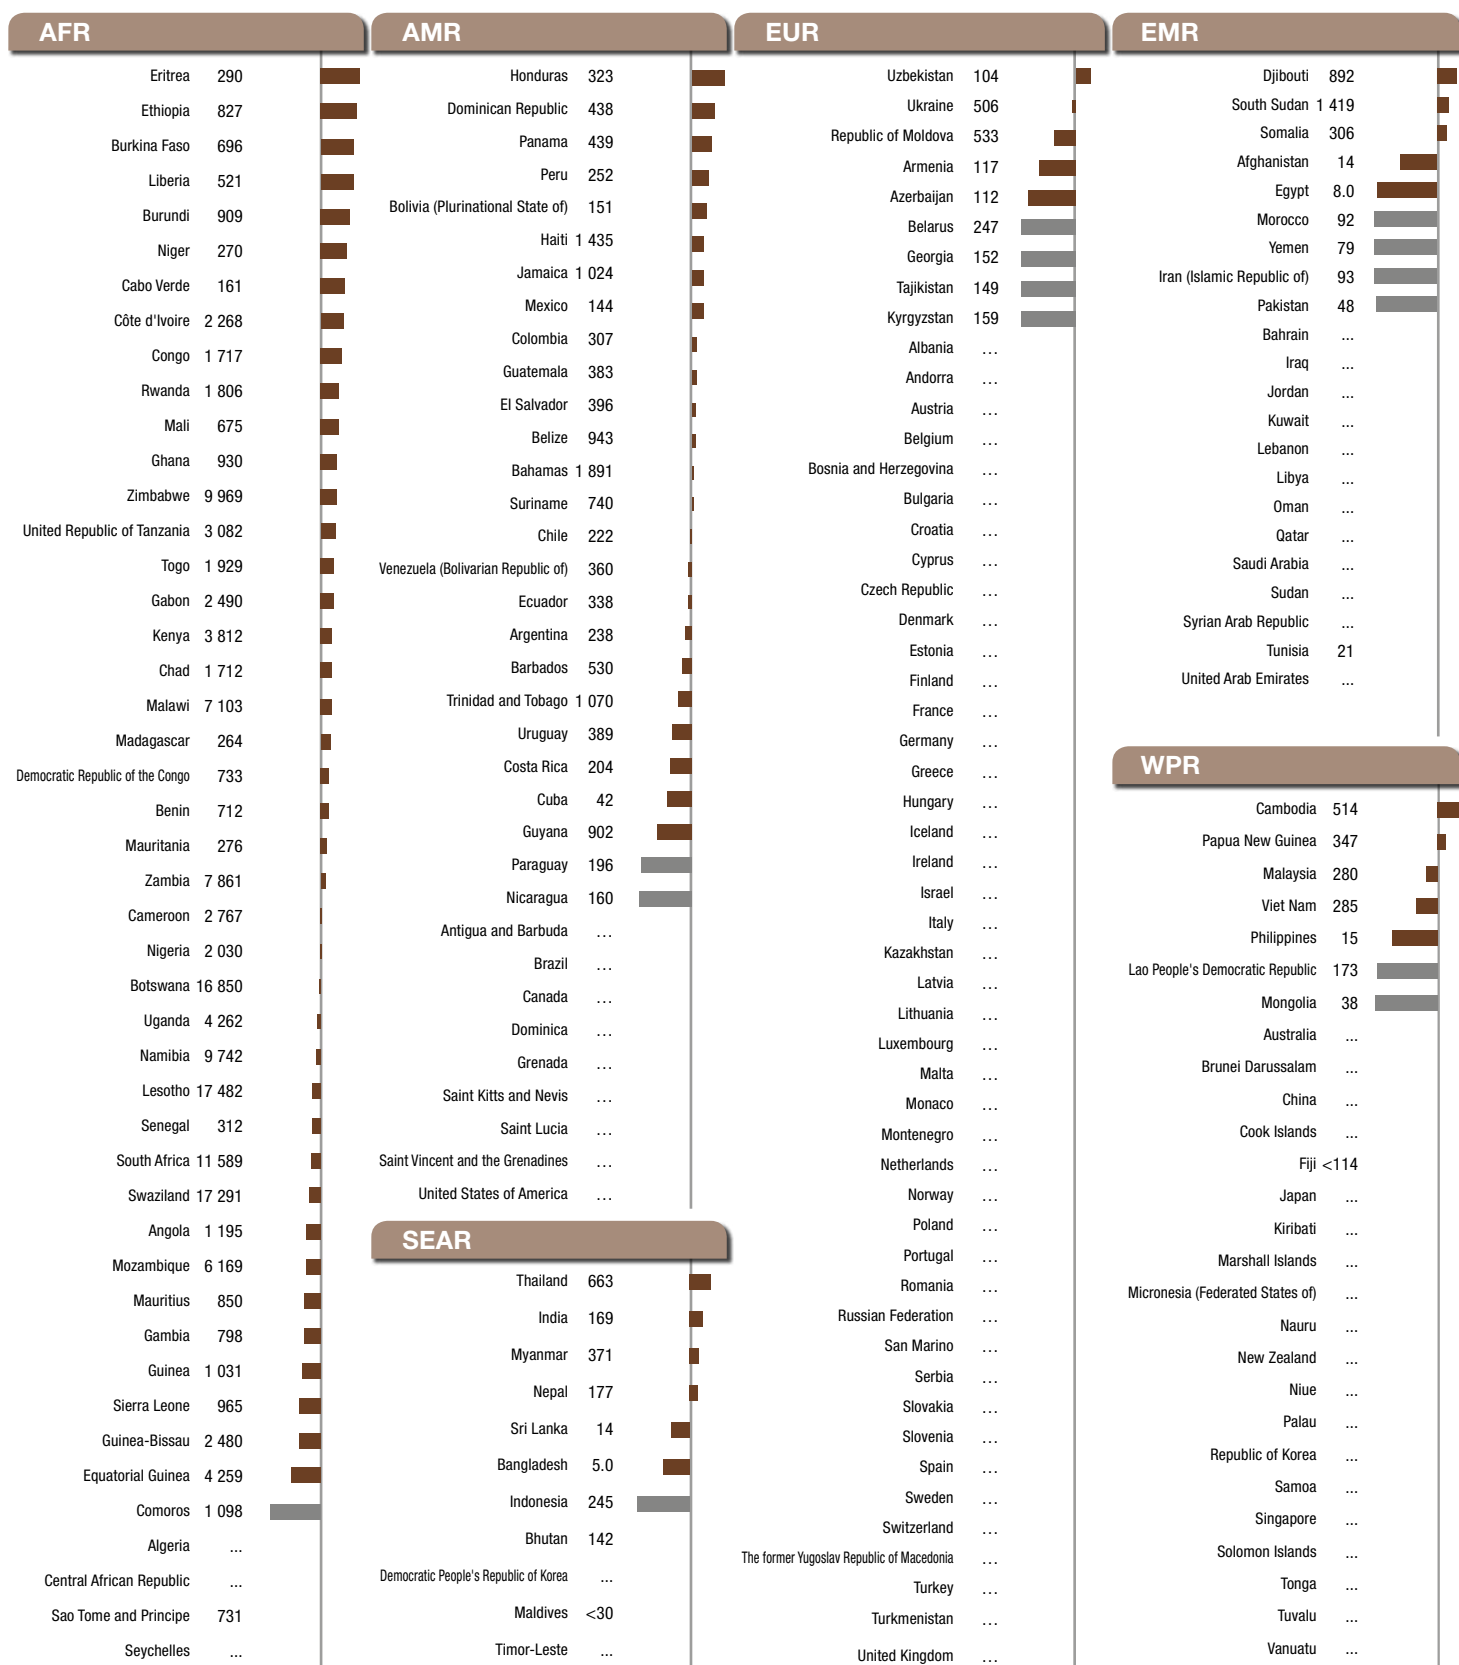 AFR
Eritrea 290
Ethiopia 827
Burkina Faso 696
Liberia 521
Burundi 909
Niger 270
Cabo Verde 161
Côte d'Ivoire 2 268
Congo 1 717
Rwanda 1 806
Mali 675
Ghana 930
Zimbabwe 9 969
United Republic of Tanzania 3 082
Togo 1 929
Gabon 2 490
Kenya 3 812
Chad 1 712
Malawi 7 103
Madagascar 264
Democratic Republic of the Congo 733
Benin 712
Mauritania 276
Zambia 7 861
Cameroon 2 767
Nigeria 2 030
Botswana 16 850
Uganda 4 262
Namibia 9 742
Lesotho 17 482
Senegal 312
South Africa 11 589
Swaziland 17 291
Angola 1 195
Mozambique 6 169
Mauritius 850
Gambia 798
Guinea 1 031
Sierra Leone 965
Guinea-Bissau 2 480
Equatorial Guinea 4 259
Comoros 1 098
Algeria ...
Central African Republic ...
Sao Tome and Principe 731
Seychelles ...
AMR
Honduras 323
Dominican Republic 438
Panama 439
Peru 252
Bolivia (Plurinational State of) 151
Haiti 1 435
Jamaica 1 024
Mexico 144
Colombia 307
Guatemala 383
El Salvador 396
Belize 943
Bahamas 1 891
Suriname 740
Chile 222
Venezuela (Bolivarian Republic of) 360
Ecuador 338
Argentina 238
Barbados 530
Trinidad and Tobago 1 070
Uruguay 389
Costa Rica 204
Cuba 42
Guyana 902
Paraguay 196
Nicaragua 160
Antigua and Barbuda ...
Brazil ...
Canada ...
Dominica ...
Grenada ...
Saint Kitts and Nevis ...
Saint Lucia ...
Saint Vincent and the Grenadines ...
United States of America ...
SEAR
Thailand 663
India 169
Myanmar 371
Nepal 177
Sri Lanka 14
Bangladesh 5.0
Indonesia 245
Bhutan 142
Democratic People's Republic of Korea ...
Maldives <30
Timor-Leste ...
EUR
Uzbekistan 104
Ukraine 506
Republic of Moldova 533
Armenia 117
Azerbaijan 112
Belarus 247
Georgia 152
Tajikistan 149
Kyrgyzstan 159
Albania ...
Andorra ...
Austria ...
Belgium ...
Bosnia and Herzegovina ...
Bulgaria ...
Croatia ...
Cyprus ...
Czech Republic ...
Denmark ...
Estonia ...
Finland ...
France ...
Germany ...
Greece ...
Hungary ...
Iceland ...
Ireland ...
Israel ...
Italy ...
Kazakhstan ...
Latvia ...
Lithuania ...
Luxembourg ...
Malta ...
Monaco ...
Montenegro ...
Netherlands ...
Norway ...
Poland ...
Portugal ...
Romania ...
Russian Federation ...
San Marino ...
Serbia ...
Slovakia ...
Slovenia ...
Spain ...
Sweden ...
Switzerland ...
The former Yugoslav Republic of Macedonia ...
Turkey ...
Turkmenistan ...
United Kingdom ...
EMR
Djibouti 892
South Sudan 1 419
Somalia 306
Afghanistan 14
Egypt 8.0
Morocco 92
Yemen 79
Iran (Islamic Republic of) 93
Pakistan 48
Bahrain ...
Iraq ...
Jordan ...
Kuwait ...
Lebanon ...
Libya ...
Oman ...
Qatar ...
Saudi Arabia ...
Sudan ...
Syrian Arab Republic ...
Tunisia 21
United Arab Emirates ...
WPR
Cambodia 514
Papua New Guinea 347
Malaysia 280
Viet Nam 285
Philippines 15
Lao People's Democratic Republic 173
Mongolia 38
Australia ...
Brunei Darussalam ...
China ...
Cook Islands ...
Fiji <114
Japan ...
Kiribati ...
Marshall Islands ...
Micronesia (Federated States of) ...
Nauru ...
New Zealand ...
Niue ...
Palau ...
Republic of Korea ...
Samoa ...
Singapore ...
Solomon Islands ...
Tonga ...
Tuvalu ...
Vanuatu ...